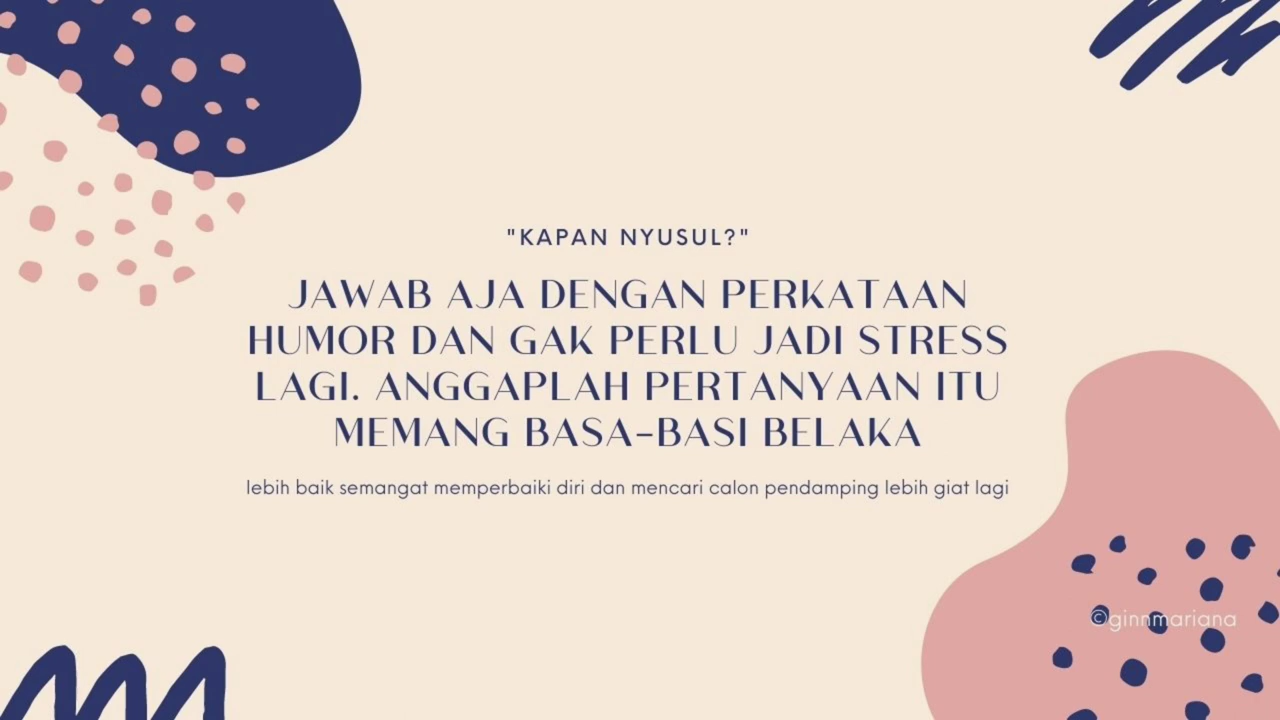 "KAPAN NYUSUL?"
JAWAB AJA DENGAN PERKATAAN
HUMOR DAN GAK PERLU JADI STRESS
LAGI. ANGGAPLAH PERTANYAAN ITU
MEMANG BASA-BASI BELAKA
lebih baik semangat memperbaiki diri dan mencari calon pendamping lebih giat lagi
©ginnmariana